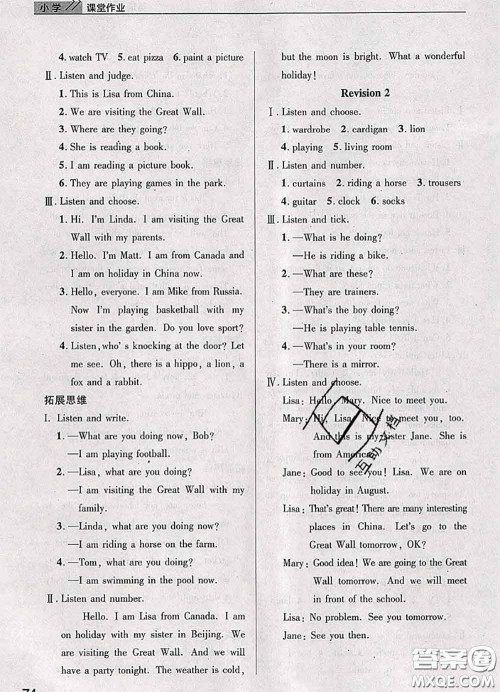 小学 课堂作业
4. watch TV  5. eat pizza  6. paint a picture
Ⅱ. Listen and judge.
1. This is Lisa from China.
2. We are visiting the Great Wall.
3. Where are they going?
4. She is reading a book.
5. I am reading a picture book.
6. They are playing games in the park.
Ⅲ. Listen and choose.
1. Hi. I'm Linda. I am visiting the Great
Wall with my parents.
2. Hello. I'm Matt. I am from Canada and
I am on holiday in China now.
3. Hello, everyone. I am Mike from Russia.
Now I'm playing basketball with my
sister in the garden. Do you love sport?
4. Listen, who's knocking at the door? Let
me see. Oh, there is a hippo, a lion, a
fox and a rabbit.
拓展思维
Ⅰ. Listen and write.
1. —What are you doing now, Bob?
—I am playing football.
2. —Lisa, what are you doing?
—I am visiting the Great Wall with my
family.
3. —Linda, what are you doing now?
—I am riding a horse on the farm.
4. —Tom, what are you doing?
—I am swimming in the pool now.
Ⅱ. Listen and number.
Hello. I am Lisa from Canada. I am
on holiday with my sister in Beijing. We are
visiting the Great Wall. And we will
have a party tonight. The weather is cold,
74
but the moon is bright. What a wonderful
holiday!
Revision 2
Ⅰ. Listen and choose.
1. wardrobe  2. cardigan  3. lion
4. playing  5. living room
Ⅱ. Listen and number.
1. curtains  2. riding a horse  3. trousers
4. guitar  5. clock  6. socks
Ⅲ. Listen and tick.
1. —What is he doing?
—He is riding a bike.
2. —What are these?
—They are trainers.
3. —What's the boy doing?
—He is playing table tennis.
4. —What's in your room?
—There is a mirror.
Ⅳ. Listen and choose.
Lisa: Hello, Mary. Nice to meet you.
Mary: Hi, Lisa. Nice to meet you, too.
And this is my sister Jane. She is
from America.
Jane: Good to see you! Lisa. We are on
holiday in August.
Lisa: That's great! There are many interesting
places in China. Let's go to the
Great Wall tomorrow, OK?
Mary: Good idea! We are going to the Great
Wall tomorrow. And we will meet
in front of the school.
Lisa: No problem. See you tomorrow.
Jane: See you tomorrow.
互动文档
答案圈
MXQE.COM